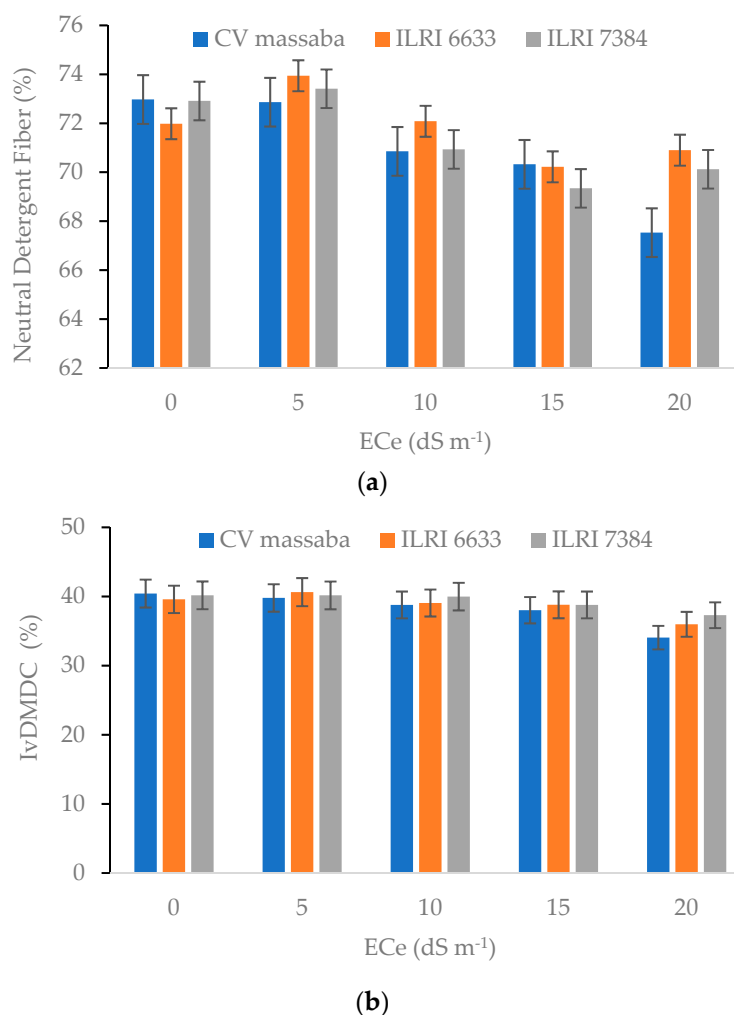 CV massaba ILRI 6633 ILRI 7384
Neutral Detergent Fiber (%)
74
72
70
68
66
64
62
0 5 10 15 20
ECe (dS m⁻¹)
(a)
CV massaba ILRI 6633 ILRI 7384
IvDMDC (%)
50
40
30
20
10
0
0 5 10 15 20
ECe (dS m⁻¹)
(b)